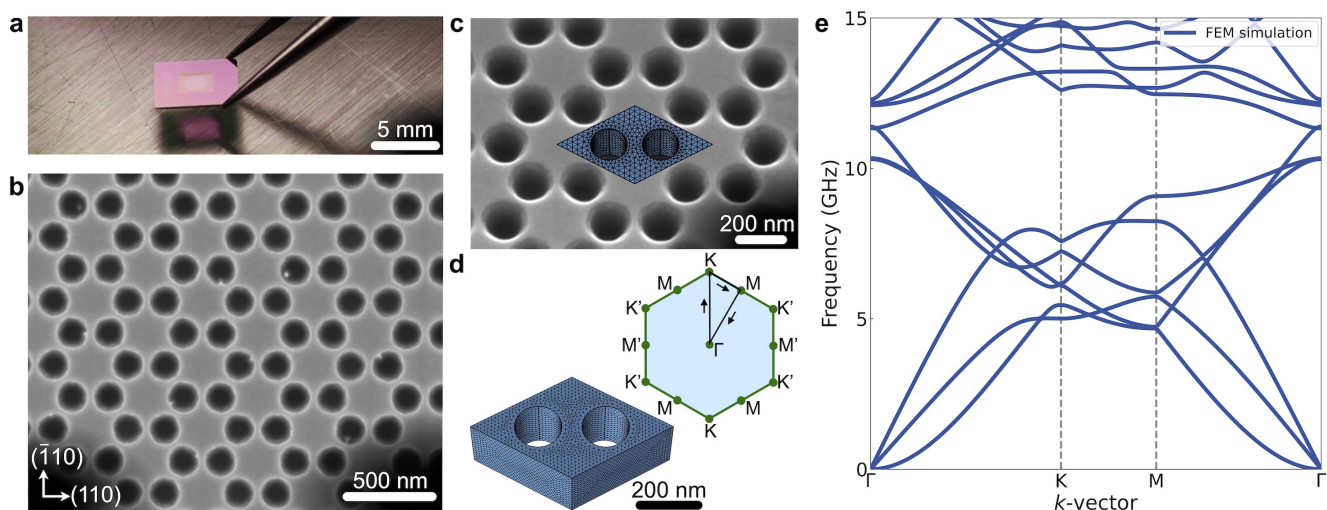 a
5 mm
b
(1̄10)
(110)
500 nm
c
200 nm
d
K
M
M
K'
K'
Γ
M'
M'
K'
K'
M
M
K
200 nm
e
15
FEM simulation
10
Frequency (GHz)
5
0
Γ
K
M
Γ
k-vector